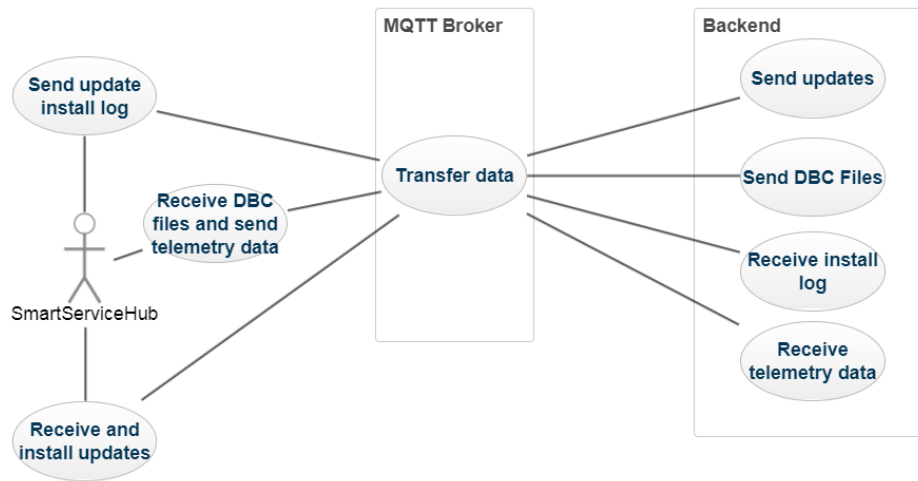 MQTT Broker
Backend
Send update
install log
Send updates
Transfer data
Send DBC Files
Receive DBC
files and send
telemetry data
Receive install
log
SmartServiceHub
Receive
telemetry data
Receive and
install updates